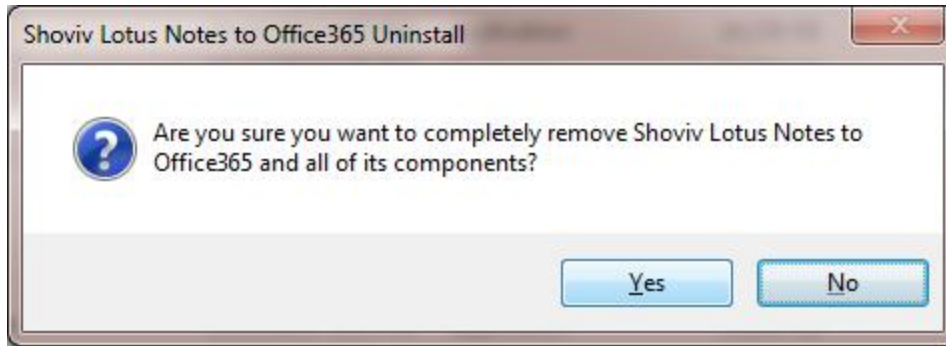 Shoviv Lotus Notes to Office365 Uninstall
Are you sure you want to completely remove Shoviv Lotus Notes to
Office365 and all of its components?
Yes
No